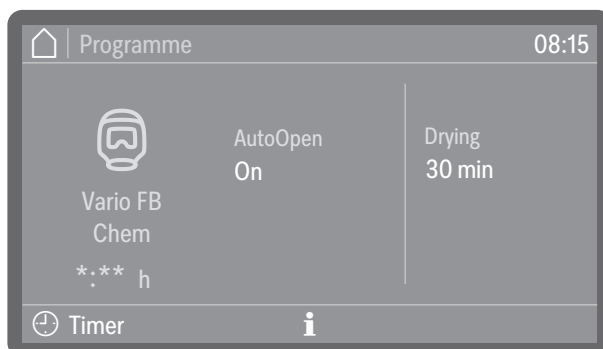 Programme 08:15
AutoOpen
On
Drying
30 min
Vario FB
Chem
*:** h
Timer i